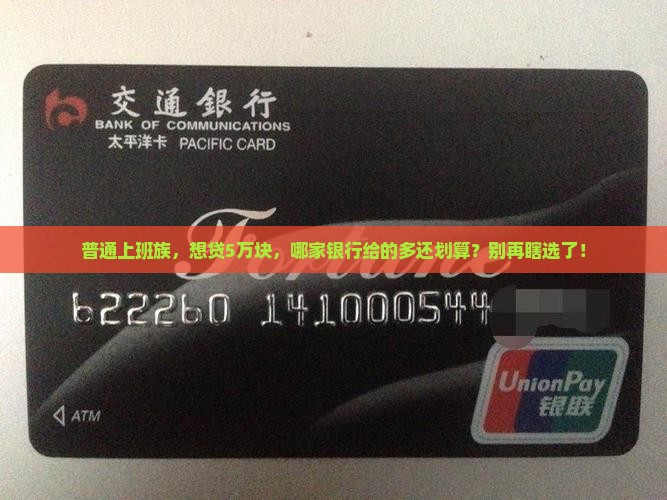 交通銀行
BANK OF COMMUNICATIONS
太平洋卡 PACIFIC CARD
Fortune
普通上班族，想贷5万块，哪家银行给的多还划算？别再瞎选了！
622260 141000544
UnionPay
银联
ATM